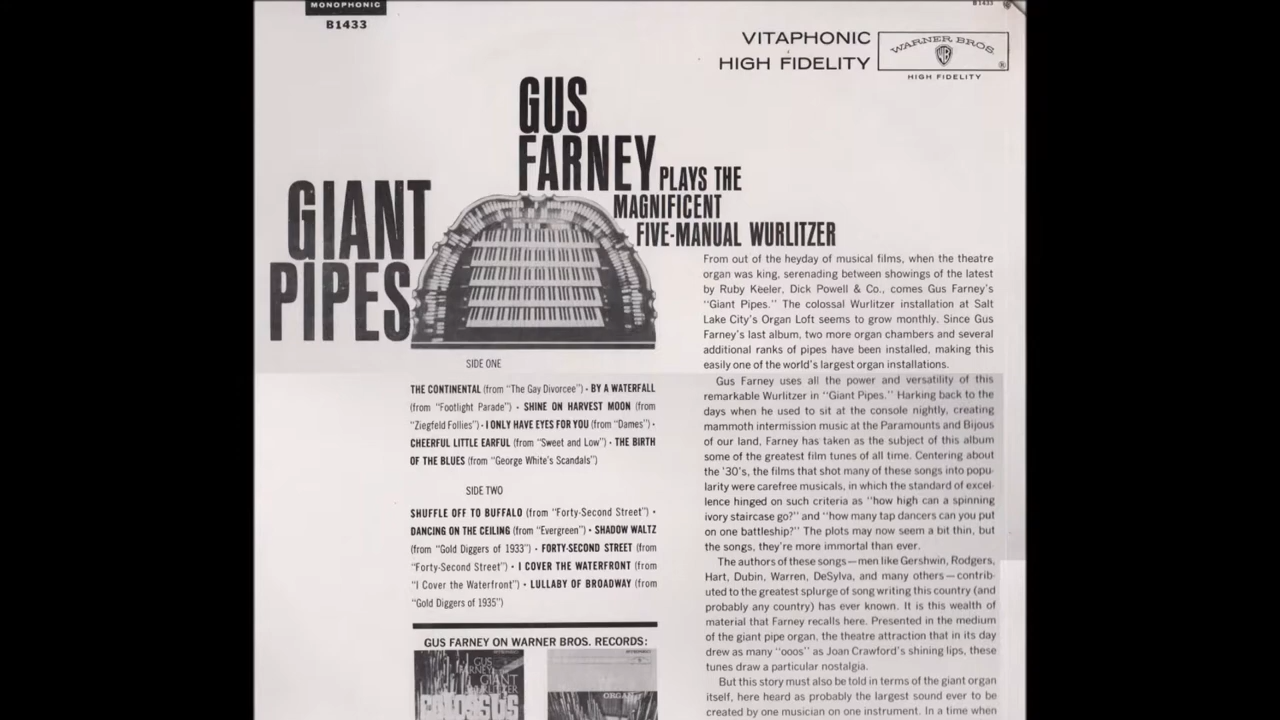 MONOPHONIC
B1433
B1433
VITAPHONIC
HIGH FIDELITY
WARNER BROS.
WB
®
HIGH FIDELITY
GUS
FARNEY PLAYS THE
MAGNIFICENT
FIVE-MANUAL WURLITZER
GIANT
PIPES
SIDE ONE
THE CONTINENTAL (from "The Gay Divorcee") • BY A WATERFALL
(from "Footlight Parade") • SHINE ON HARVEST MOON (from
"Ziegfeld Follies") • I ONLY HAVE EYES FOR YOU (from "Dames") •
CHEERFUL LITTLE EARFUL (from "Sweet and Low") • THE BIRTH
OF THE BLUES (from "George White's Scandals")
SIDE TWO
SHUFFLE OFF TO BUFFALO (from "Forty-Second Street") •
DANCING ON THE CEILING (from "Evergreen") • SHADOW WALTZ
(from "Gold Diggers of 1933") • FORTY-SECOND STREET (from
"Forty-Second Street") • I COVER THE WATERFRONT (from
"I Cover the Waterfront") • LULLABY OF BROADWAY (from
"Gold Diggers of 1935")
GUS FARNEY ON WARNER BROS. RECORDS:
GUS
FARNEY
GIANT
WURLITZER
COLOSSUS
ORGAN
From out of the heyday of musical films, when the theatre
organ was king, serenading between showings of the latest
by Ruby Keeler, Dick Powell & Co., comes Gus Farney's
"Giant Pipes." The colossal Wurlitzer installation at Salt
Lake City's Organ Loft seems to grow monthly. Since Gus
Farney's last album, two more organ chambers and several
additional ranks of pipes have been installed, making this
easily one of the world's largest organ installations.
Gus Farney uses all the power and versatility of this
remarkable Wurlitzer in "Giant Pipes." Harking back to the
days when he used to sit at the console nightly, creating
mammoth intermission music at the Paramounts and Bijous
of our land, Farney has taken as the subject of this album
some of the greatest film tunes of all time. Centering about
the '30's, the films that shot many of these songs into popu-
larity were carefree musicals, in which the standard of excel-
lence hinged on such criteria as "how high can a spinning
ivory staircase go?" and "how many tap dancers can you put
on one battleship?" The plots may now seem a bit thin, but
the songs, they're more immortal than ever.
The authors of these songs—men like Gershwin, Rodgers,
Hart, Dubin, Warren, DeSylva, and many others—contrib-
uted to the greatest splurge of song writing this country (and
probably any country) has ever known. It is this wealth of
material that Farney recalls here. Presented in the medium
of the giant pipe organ, the theatre attraction that in its day
drew as many "ooos" as Joan Crawford's shining lips, these
tunes draw a particular nostalgia.
But this story must also be told in terms of the giant organ
itself, here heard as probably the largest sound ever to be
created by one musician on one instrument. In a time when